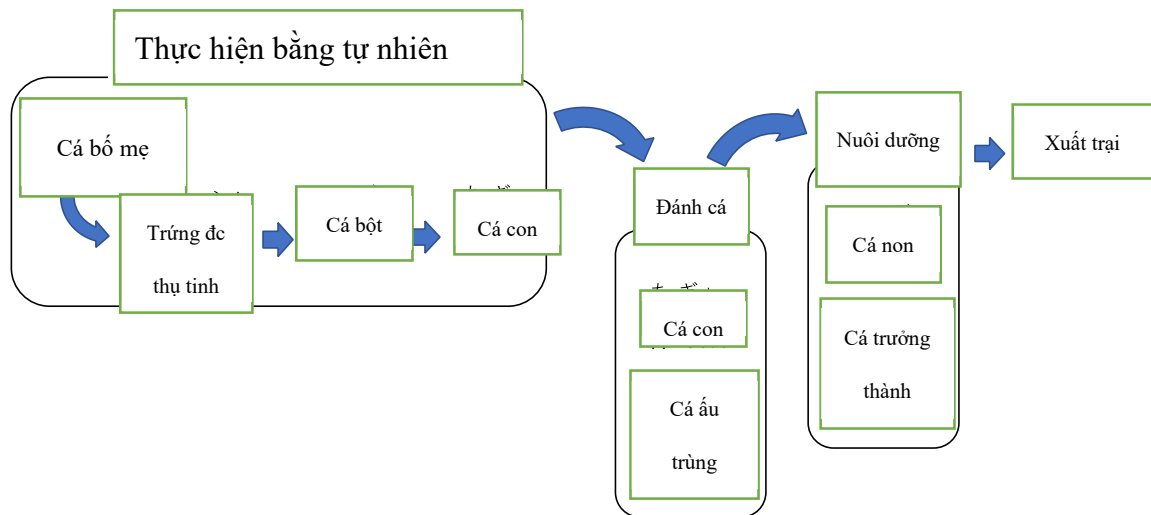 Thực hiện bằng tự nhiên
Cá bố mẹ
Trứng đc
thụ tinh
Cá bột
Cá con
Đánh cá
Cá con
Cá ấu
trùng
Nuôi dưỡng
Cá non
Cá trưởng
thành
Xuất trại